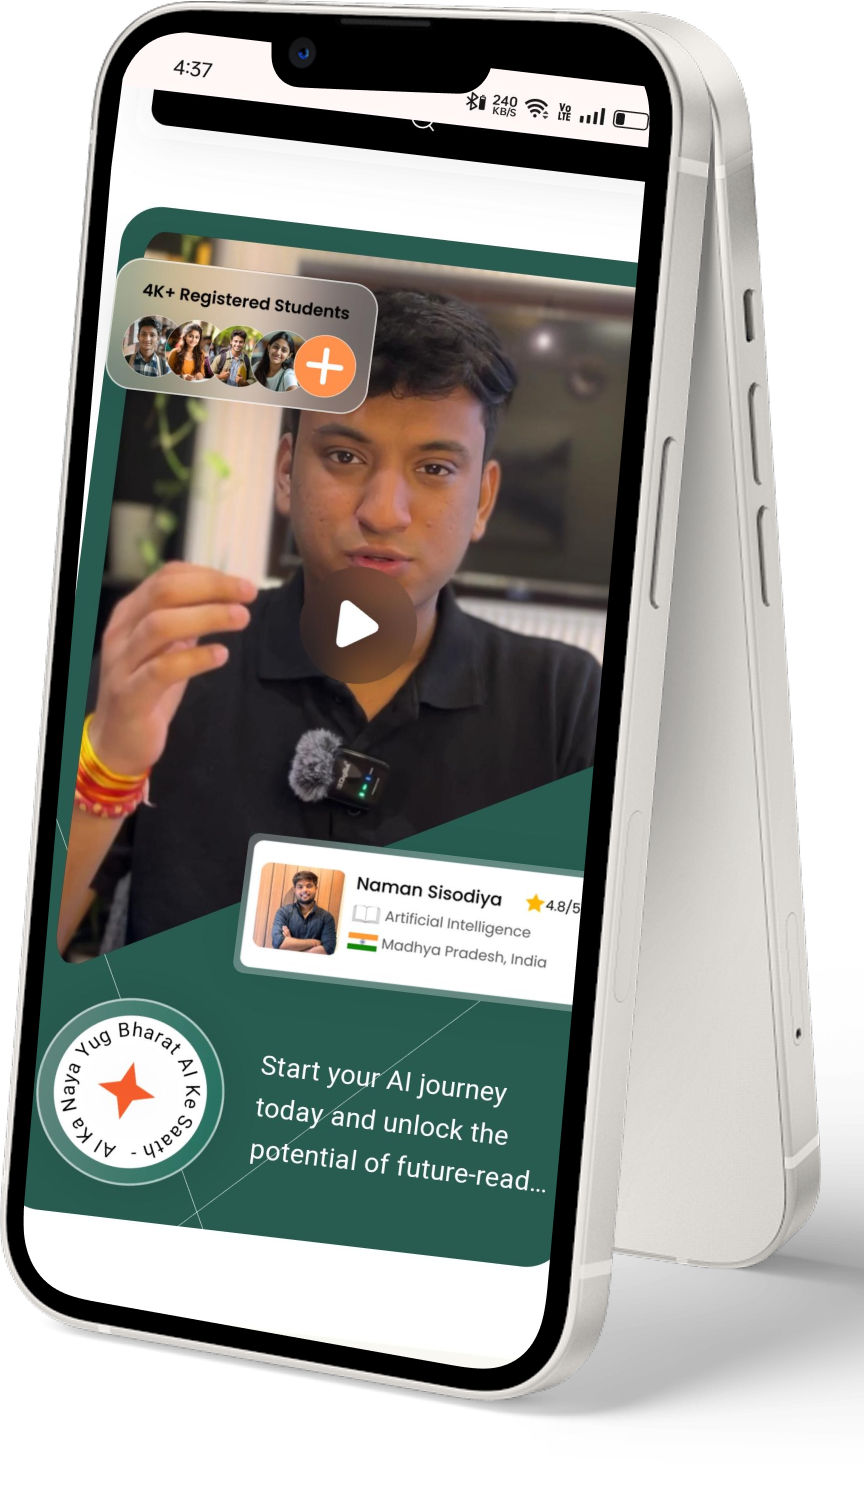 4:37
240
KB/S
Vo
LTE
4K+ Registered Students
Naman Sisodiya
4.8/5
Artificial Intelligence
Madhya Pradesh, India
AI Ka Naya Yug Bharat AI Ke Saath -
Start your AI journey
today and unlock the
potential of future-read...